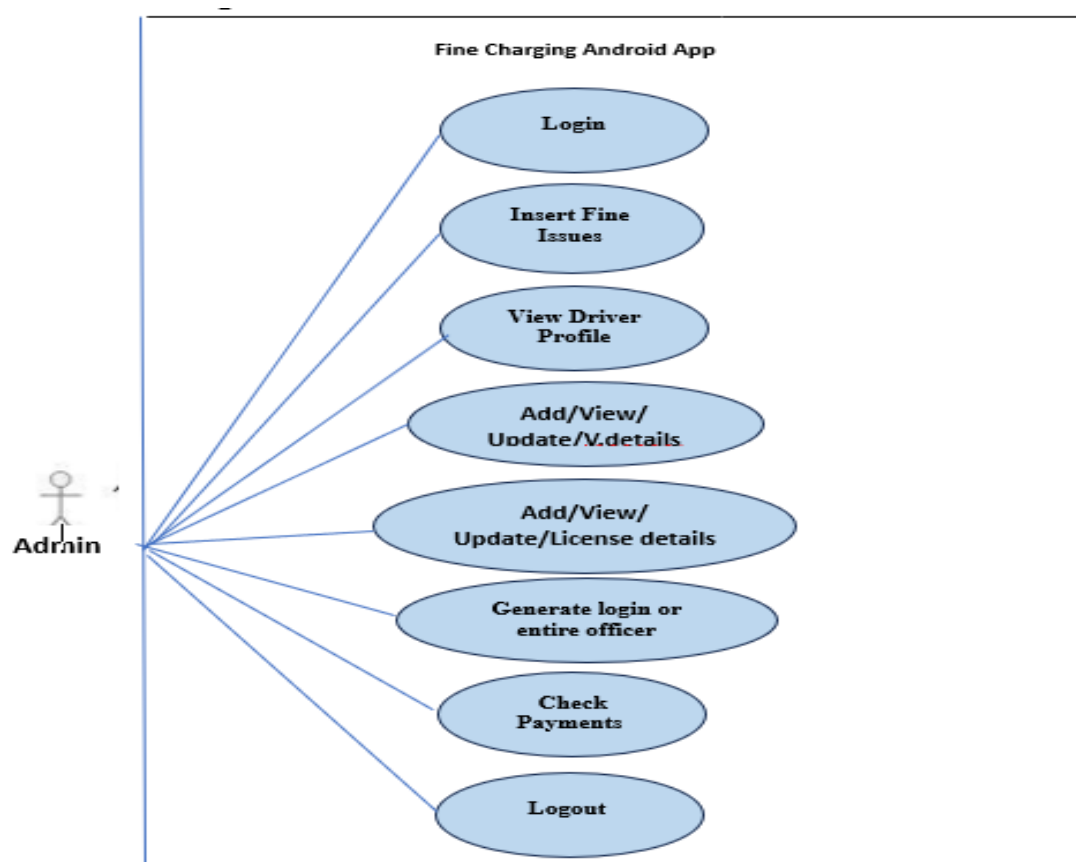 Fine Charging Android App
Login
Insert Fine
Issues
View Driver
Profile
Add/View/
Update/V.details
Add/View/
Update/License details
Admin
Generate login or
entire officer
Check
Payments
Logout